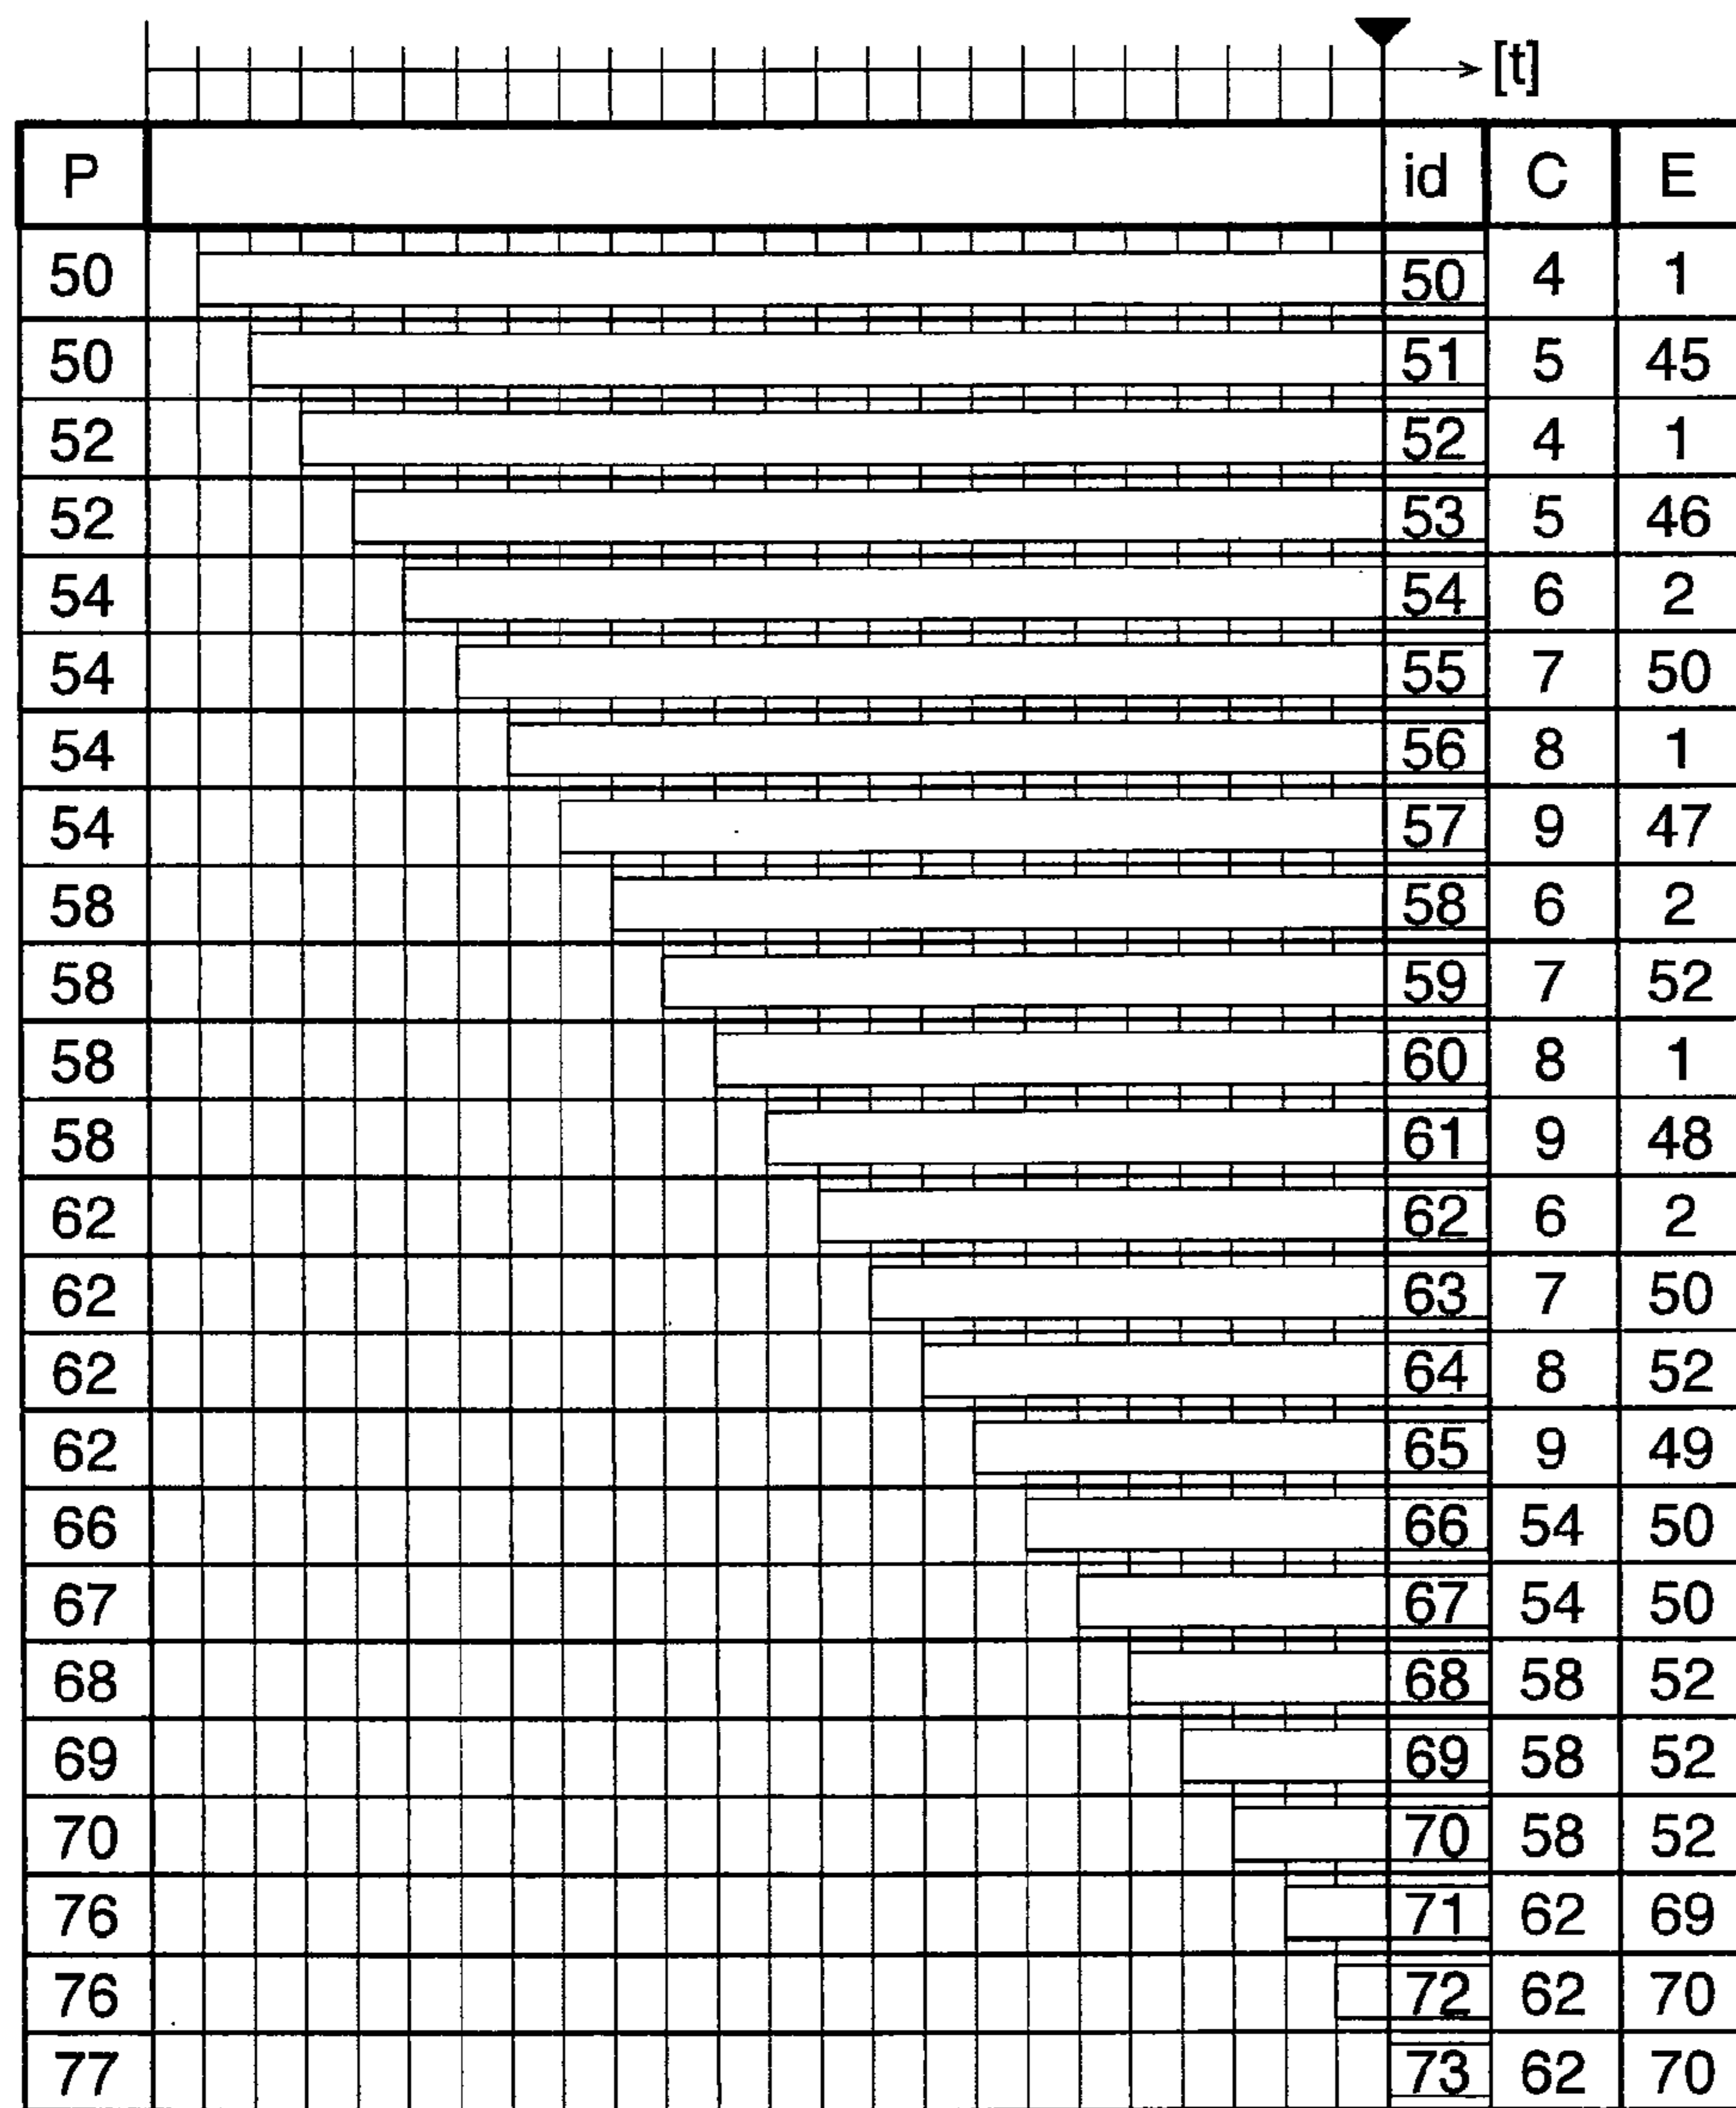 [t]
P id C E
50 50 4 1
50 51 5 45
52 52 4 1
52 53 5 46
54 54 6 2
54 55 7 50
54 56 8 1
54 57 9 47
58 58 6 2
58 59 7 52
58 60 8 1
58 61 9 48
62 62 6 2
62 63 7 50
62 64 8 52
62 65 9 49
66 66 54 50
67 67 54 50
68 68 58 52
69 69 58 52
70 70 58 52
76 71 62 69
76 72 62 70
77 73 62 70